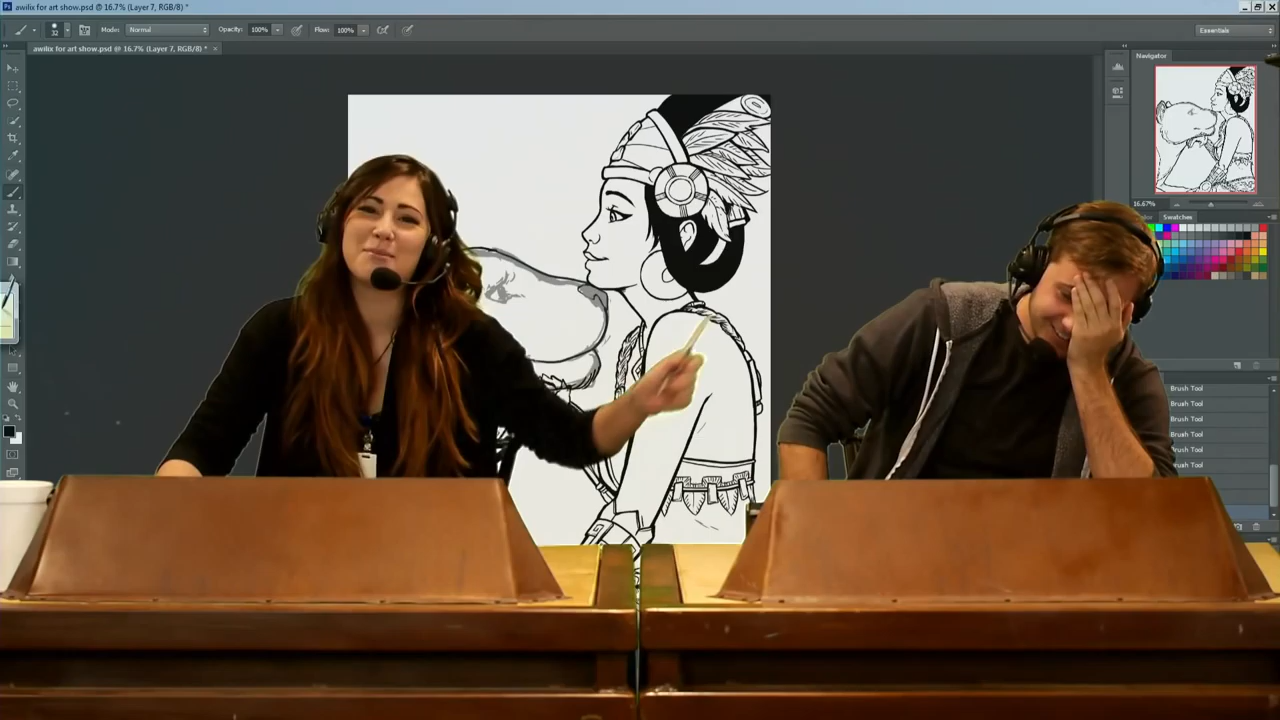 awilix for art show.psd @ 16.7% (Layer 7, RGB/8) *
32 Mode: Normal Opacity: 100% Flow: 100% Essentials
awilix for art show.psd @ 16.7% (Layer 7, RGB/8) * ×
Navigator
16.67%
Swatches
Brush Tool
Brush Tool
Brush Tool
Brush Tool
Brush Tool
Brush Tool